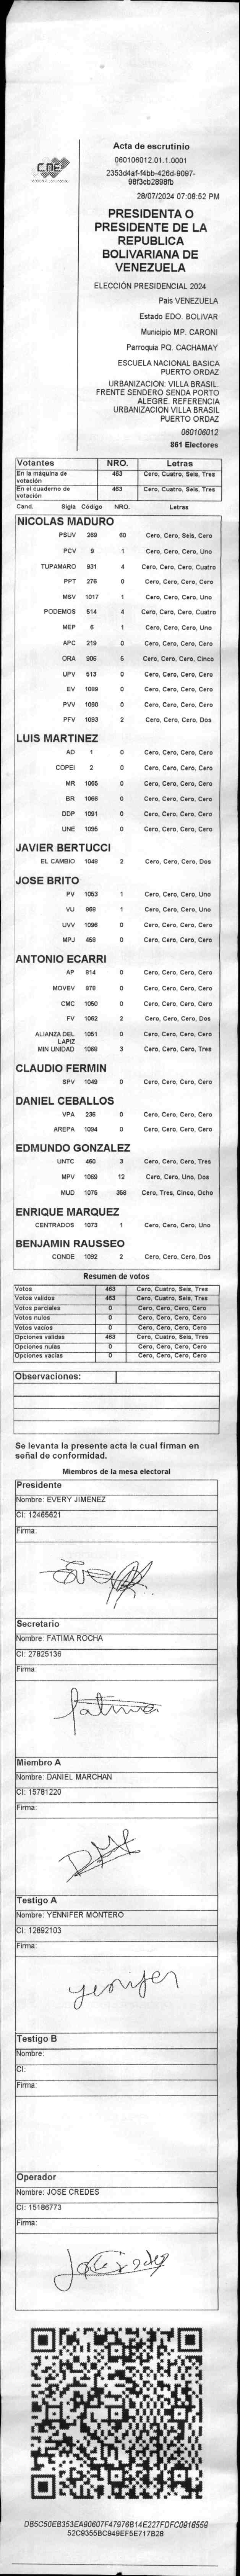 CNE
Acta de escrutinio
060106012.01.1.0001
2353d4af-f4bb-426d-9097-
98f3cb2898fb
28/07/2024 07:08:52 PM
PRESIDENTA O
PRESIDENTE DE LA
REPUBLICA
BOLIVARIANA DE
VENEZUELA
ELECCIÓN PRESIDENCIAL 2024
País VENEZUELA
Estado EDO. BOLIVAR
Municipio MP. CARONI
Parroquia PQ. CACHAMAY
ESCUELA NACIONAL BASICA
PUERTO ORDAZ
URBANIZACION: VILLA BRASIL.
FRENTE SENDERO SENDA PORTO
ALEGRE. REFERENCIA
URBANIZACION VILLA BRASIL
PUERTO ORDAZ
060106012
861 Electores
Votantes NRO. Letras
En la máquina de votación 463 Cero, Cuatro, Seis, Tres
En el cuaderno de votación 463 Cero, Cuatro, Seis, Tres
Cand. Sigla Código NRO. Letras
NICOLAS MADURO
PSUV 269 60 Cero, Cero, Seis, Cero
PCV 9 1 Cero, Cero, Cero, Uno
TUPAMARO 931 4 Cero, Cero, Cero, Cuatro
PPT 276 0 Cero, Cero, Cero, Cero
MSV 1017 1 Cero, Cero, Cero, Uno
PODEMOS 514 4 Cero, Cero, Cero, Cuatro
MEP 6 1 Cero, Cero, Cero, Uno
APC 219 0 Cero, Cero, Cero, Cero
ORA 906 5 Cero, Cero, Cero, Cinco
UPV 513 0 Cero, Cero, Cero, Cero
EV 1089 0 Cero, Cero, Cero, Cero
PVV 1090 0 Cero, Cero, Cero, Cero
PFV 1093 2 Cero, Cero, Cero, Dos
LUIS MARTINEZ
AD 1 0 Cero, Cero, Cero, Cero
COPEI 2 0 Cero, Cero, Cero, Cero
MR 1065 0 Cero, Cero, Cero, Cero
BR 1066 0 Cero, Cero, Cero, Cero
DDP 1091 0 Cero, Cero, Cero, Cero
UNE 1095 0 Cero, Cero, Cero, Cero
JAVIER BERTUCCI
EL CAMBIO 1048 2 Cero, Cero, Cero, Dos
JOSE BRITO
PV 1053 1 Cero, Cero, Cero, Uno
VU 968 1 Cero, Cero, Cero, Uno
UVV 1096 0 Cero, Cero, Cero, Cero
MPJ 458 0 Cero, Cero, Cero, Cero
ANTONIO ECARRI
AP 914 0 Cero, Cero, Cero, Cero
MOVEV 978 0 Cero, Cero, Cero, Cero
CMC 1050 0 Cero, Cero, Cero, Cero
FV 1062 2 Cero, Cero, Cero, Dos
ALIANZA DEL LAPIZ 1051 0 Cero, Cero, Cero, Cero
MIN UNIDAD 1058 3 Cero, Cero, Cero, Tres
CLAUDIO FERMIN
SPV 1049 0 Cero, Cero, Cero, Cero
DANIEL CEBALLOS
VPA 236 0 Cero, Cero, Cero, Cero
AREPA 1094 0 Cero, Cero, Cero, Cero
EDMUNDO GONZALEZ
UNTC 460 3 Cero, Cero, Cero, Tres
MPV 1069 12 Cero, Cero, Uno, Dos
MUD 1075 358 Cero, Tres, Cinco, Ocho
ENRIQUE MARQUEZ
CENTRADOS 1073 1 Cero, Cero, Cero, Uno
BENJAMIN RAUSSEO
CONDE 1092 2 Cero, Cero, Cero, Dos
Resumen de votos
Votos 463 Cero, Cuatro, Seis, Tres
Votos validos 463 Cero, Cuatro, Seis, Tres
Votos parciales 0 Cero, Cero, Cero, Cero
Votos nulos 0 Cero, Cero, Cero, Cero
Votos vacíos 0 Cero, Cero, Cero, Cero
Opciones validas 463 Cero, Cuatro, Seis, Tres
Opciones nulas 0 Cero, Cero, Cero, Cero
Opciones vacías 0 Cero, Cero, Cero, Cero
Observaciones:
Se levanta la presente acta la cual firman en
señal de conformidad.
Miembros de la mesa electoral
Presidente
Nombre: EVERY JIMENEZ
CI: 12465621
Firma:
Secretario
Nombre: FATIMA ROCHA
CI: 27825136
Firma:
fatima
Miembro A
Nombre: DANIEL MARCHAN
CI: 15781220
Firma:
Testigo A
Nombre: YENNIFER MONTERO
CI: 12892103
Firma:
Testigo B
Nombre:
CI:
Firma:
Operador
Nombre: JOSE CREDES
CI: 15186773
Firma:
DB5C50EB353EA90607F47976B14E227FDFC0916559
52C9355BC949EF5E717B28